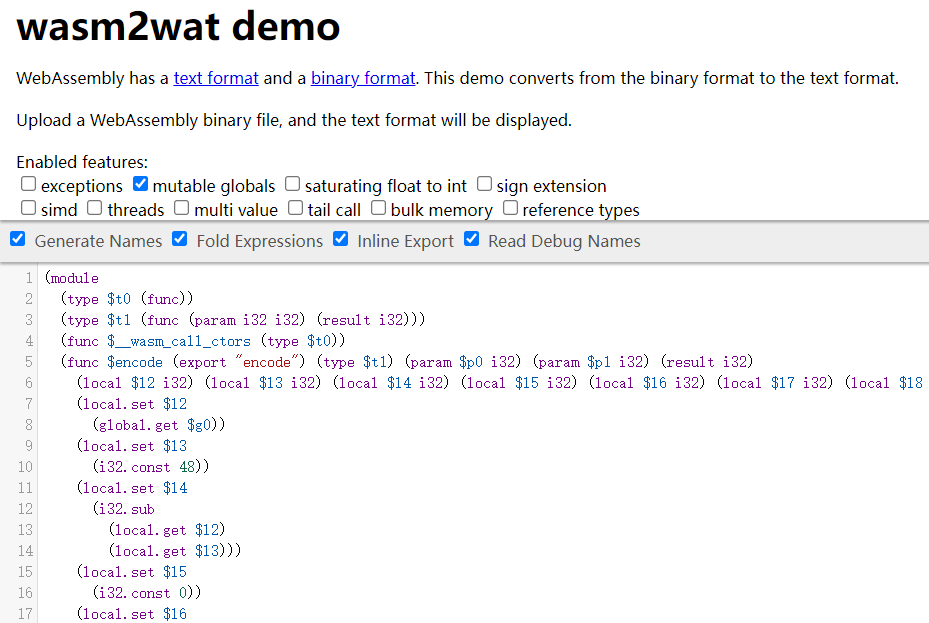 wasm2wat demo
WebAssembly has a text format and a binary format. This demo converts from the binary format to the text format.
Upload a WebAssembly binary file, and the text format will be displayed.
Enabled features:
exceptions mutable globals saturating float to int sign extension
simd threads multi value tail call bulk memory reference types
Generate Names Fold Expressions Inline Export Read Debug Names
1 (module
2 (type $t0 (func))
3 (type $t1 (func (param i32 i32) (result i32)))
4 (func $__wasm_call_ctors (type $t0))
5 (func $encode (export "encode") (type $t1) (param $p0 i32) (param $p1 i32) (result i32)
6 (local $12 i32) (local $13 i32) (local $14 i32) (local $15 i32) (local $16 i32) (local $17 i32) (local $18
7 (local.set $12
8 (global.get $g0))
9 (local.set $13
10 (i32.const 48))
11 (local.set $14
12 (i32.sub
13 (local.get $12)
14 (local.get $13)))
15 (local.set $15
16 (i32.const 0))
17 (local.set $16